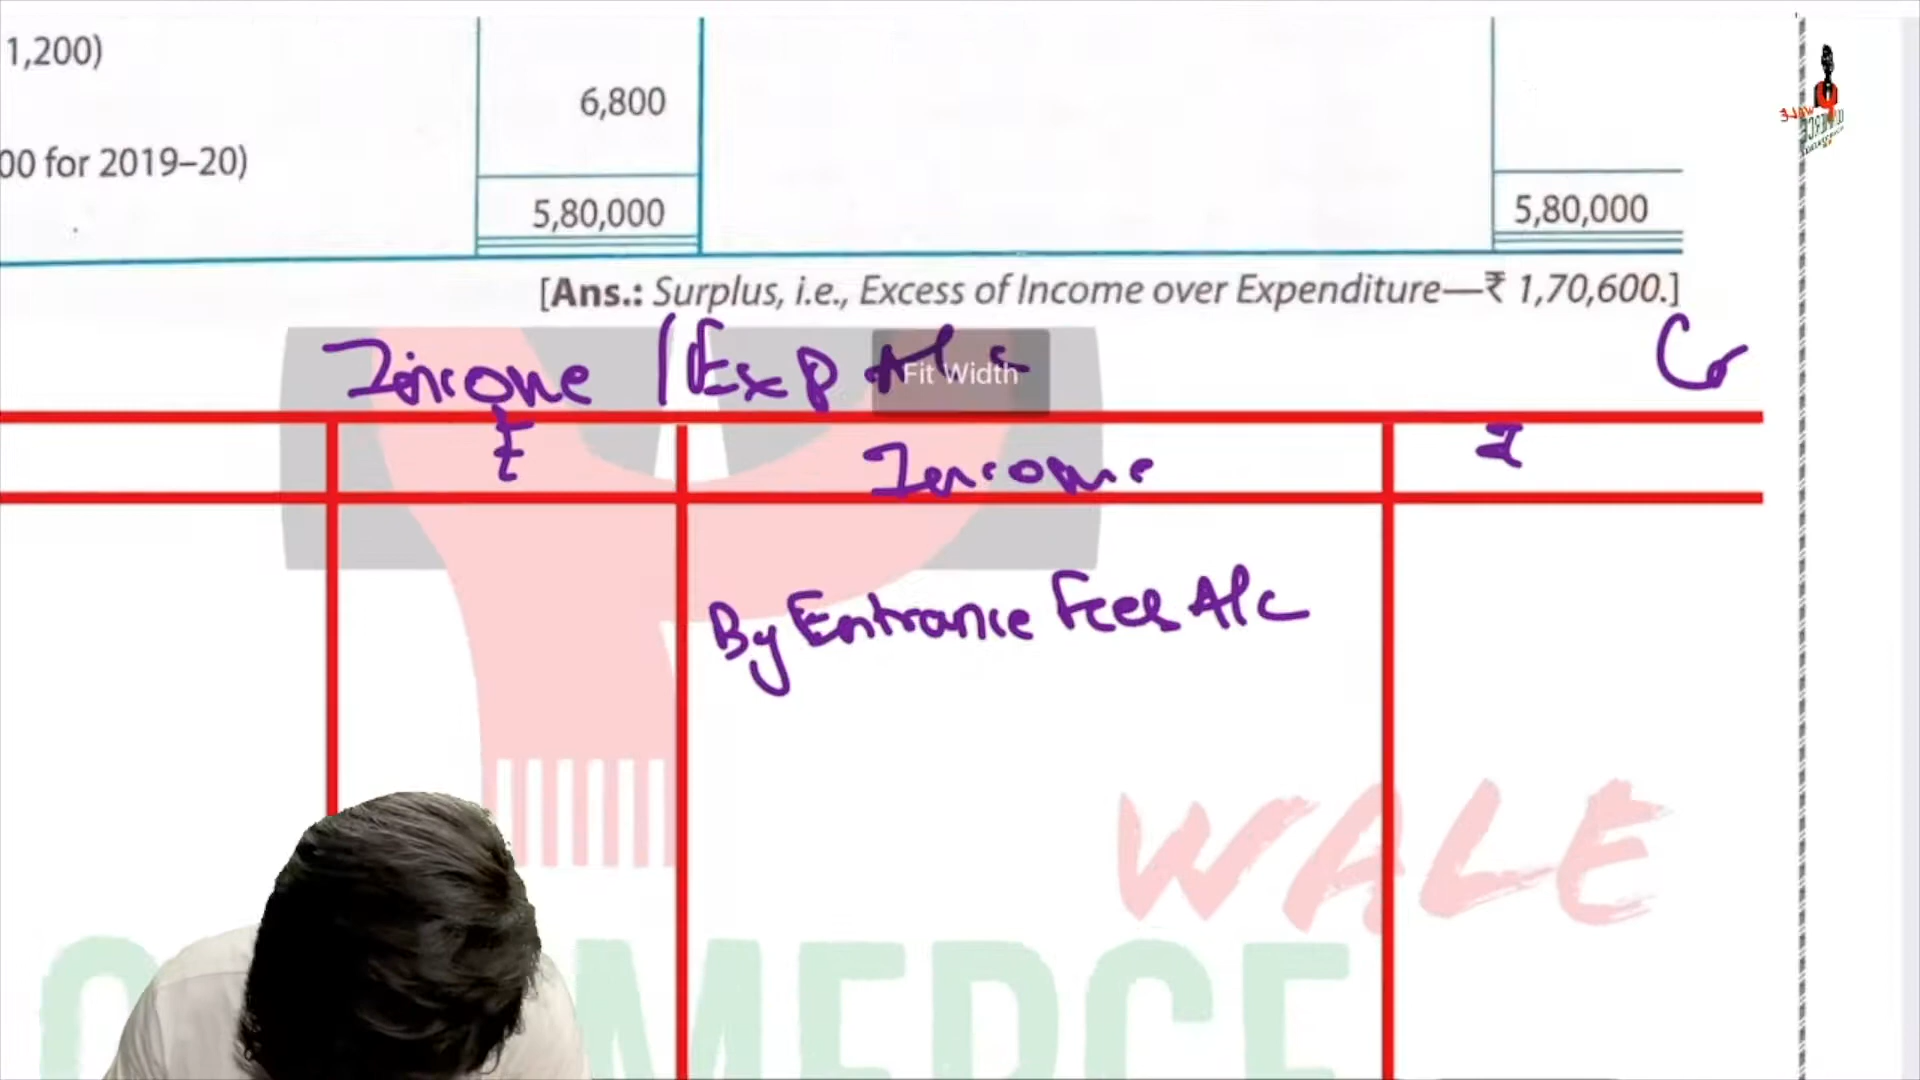 1,200)
6,800
00 for 2019–20)
5,80,000
5,80,000
[Ans.: Surplus, i.e., Excess of Income over Expenditure—₹ 1,70,600.]
Income / Exp A/c
Fit Width
Cr
₹
Income
₹
By Entrance Fees A/c
WALE
MERCE